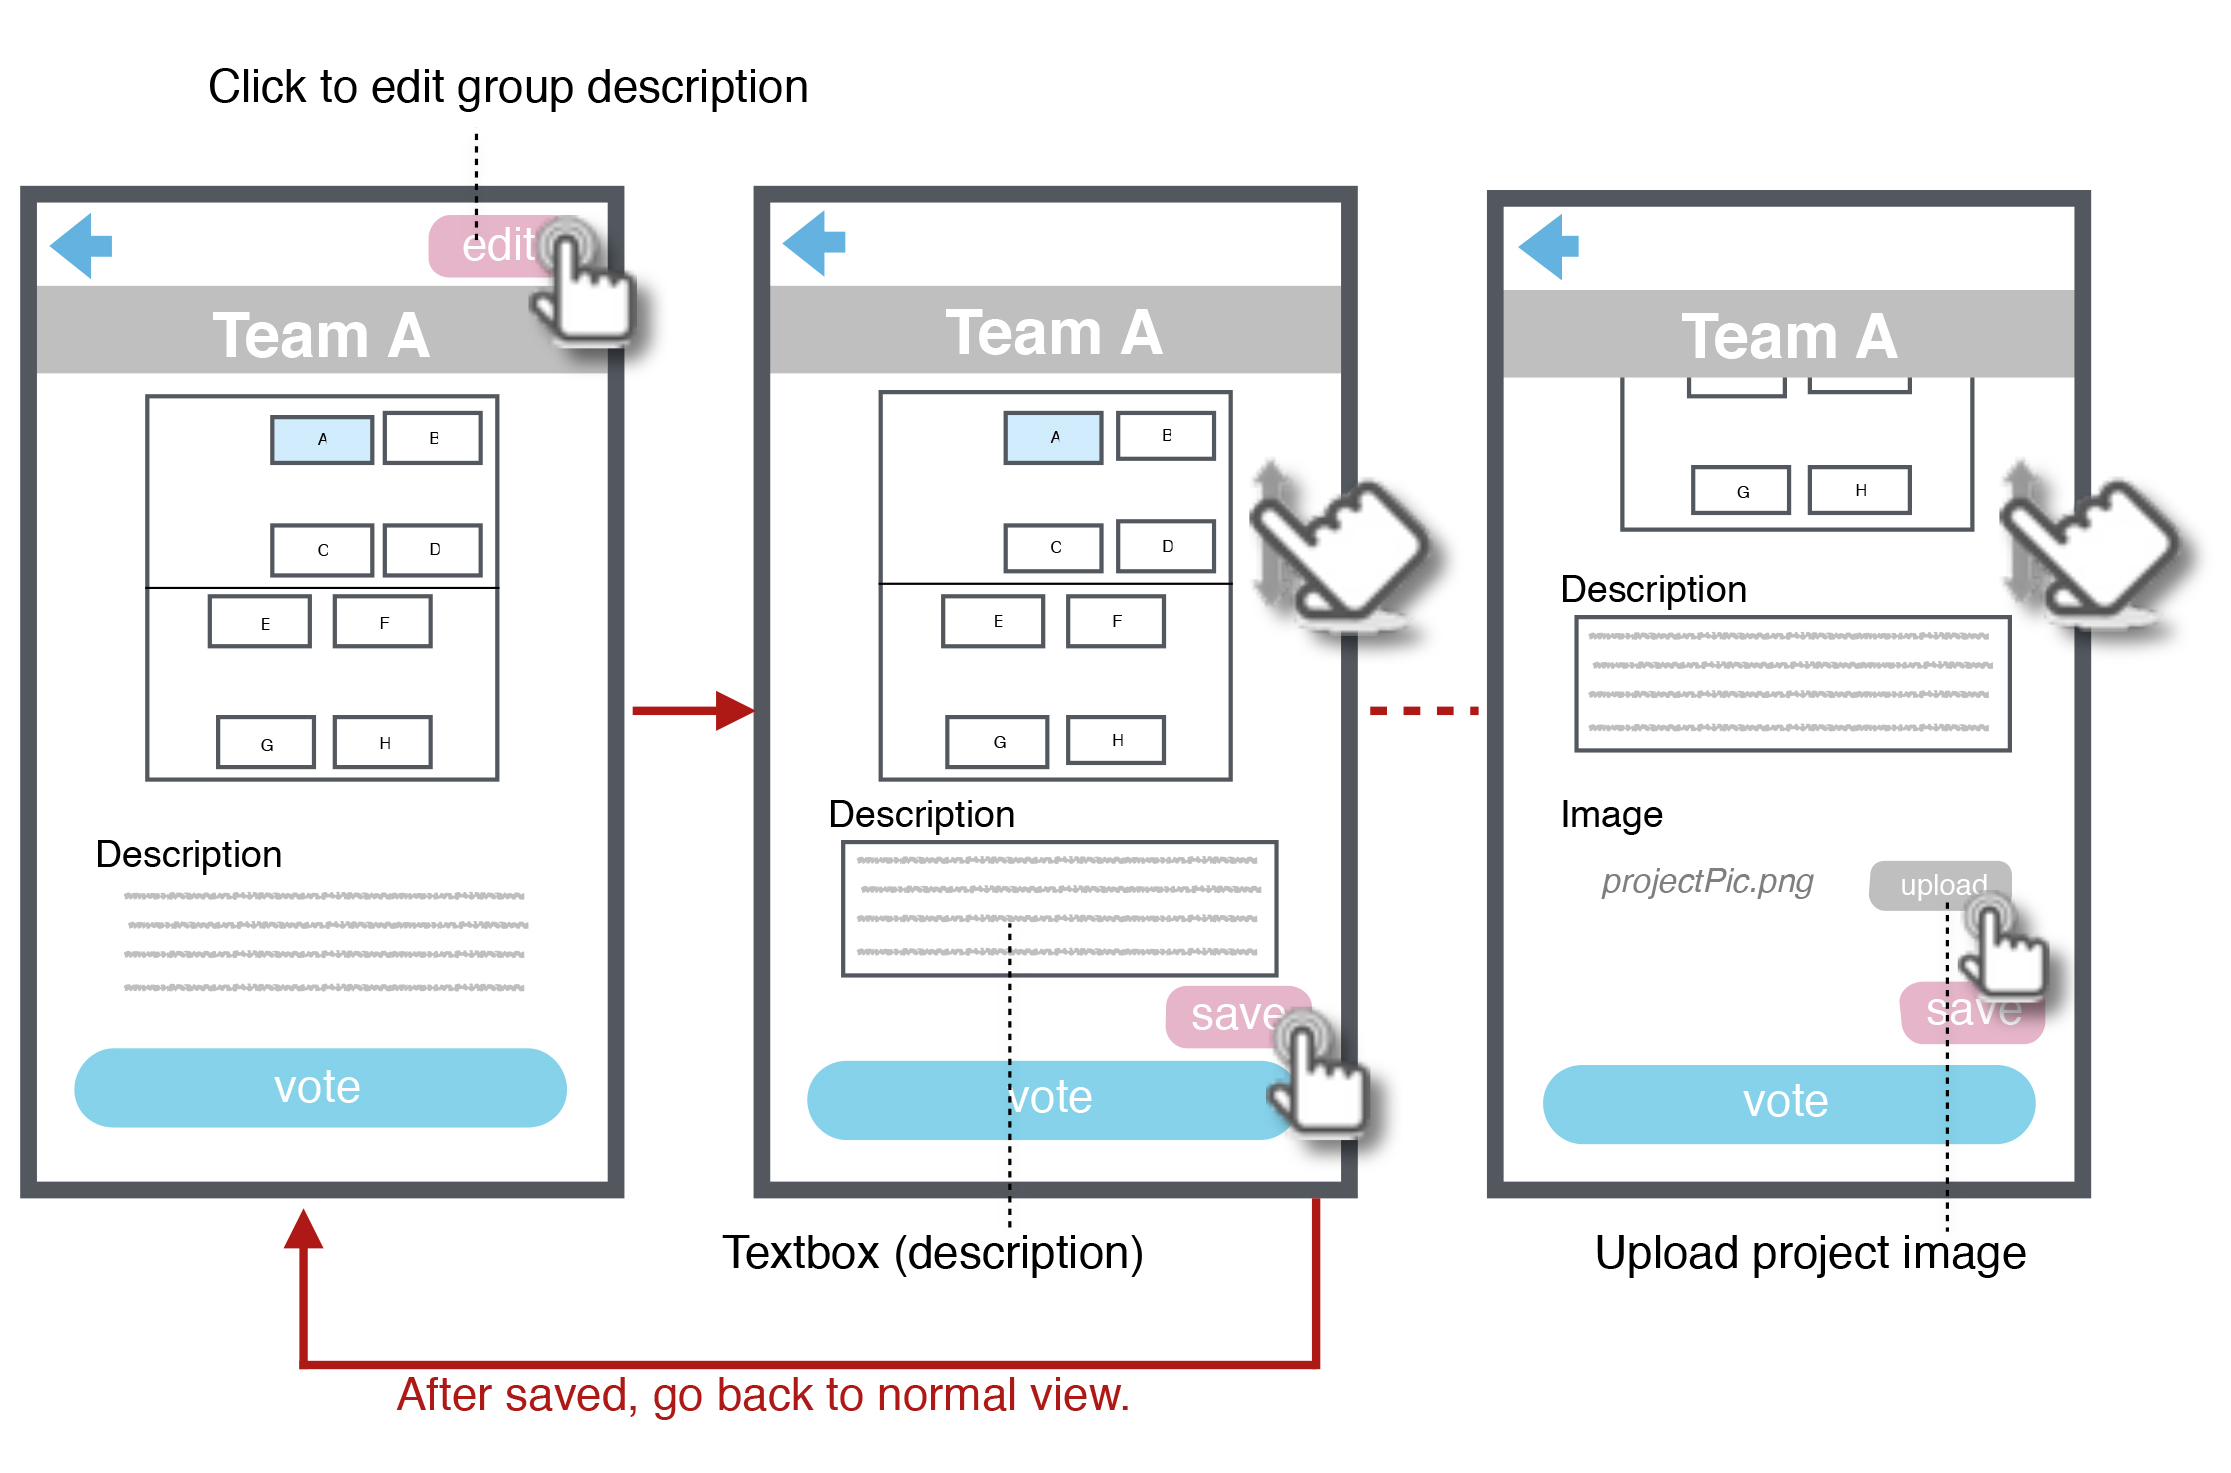 Click to edit group description
edit
Team A
A
B
C
D
E
F
G
H
Description
vote
Team A
A
B
C
D
E
F
G
H
Description
save
vote
Textbox (description)
Team A
G
H
Description
Image
projectPic.png
upload
save
vote
Upload project image
After saved, go back to normal view.